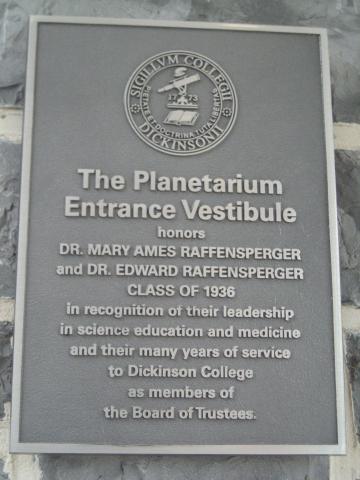 SIGILLVM COLLEGII
DICKINSONII
PIETATE ET DOCTRINA TUTA LIBERTAS
1773
The Planetarium
Entrance Vestibule
honors
DR. MARY AMES RAFFENSPERGER
and DR. EDWARD RAFFENSPERGER
CLASS OF 1936
in recognition of their leadership
in science education and medicine
and their many years of service
to Dickinson College
as members of
the Board of Trustees.